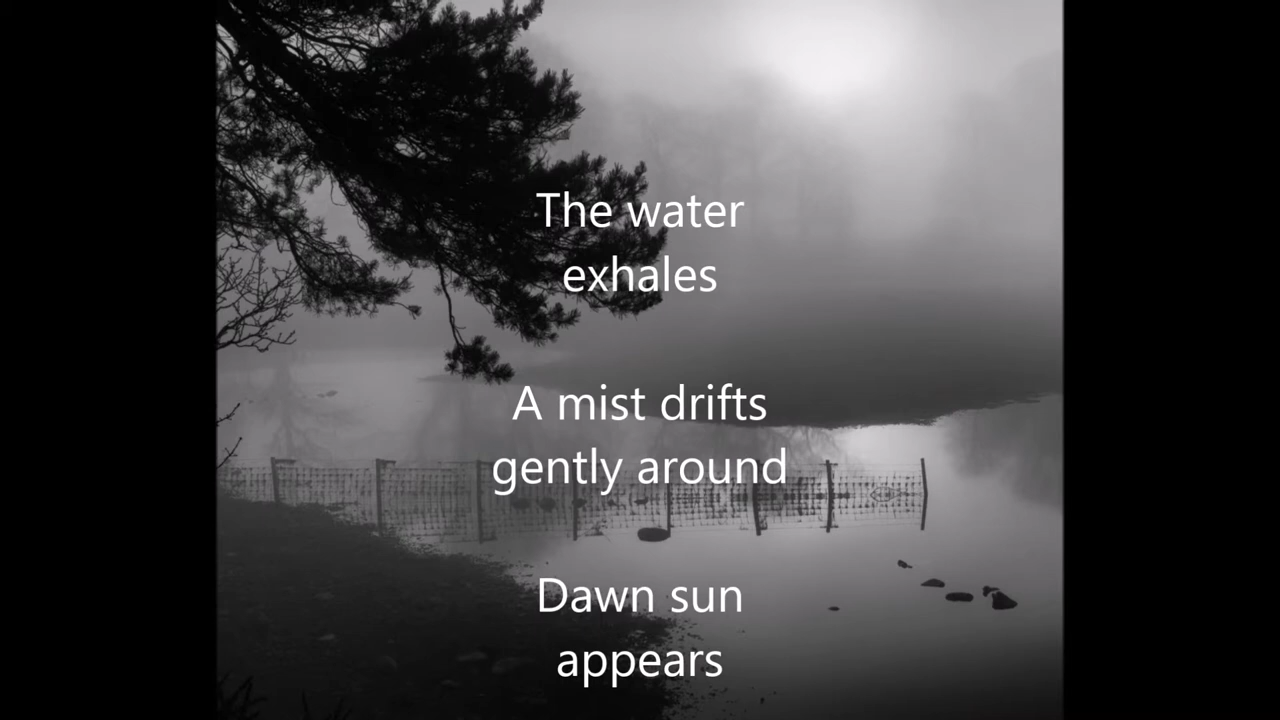 The water
exhales
A mist drifts
gently around
Dawn sun
appears